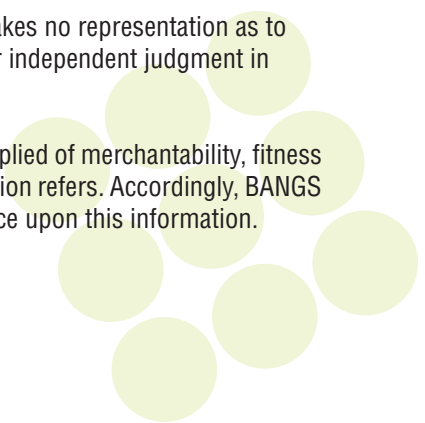 akes no representation as to
r independent judgment in
plied of merchantability, fitness
ion refers. Accordingly, BANGS
ce upon this information.